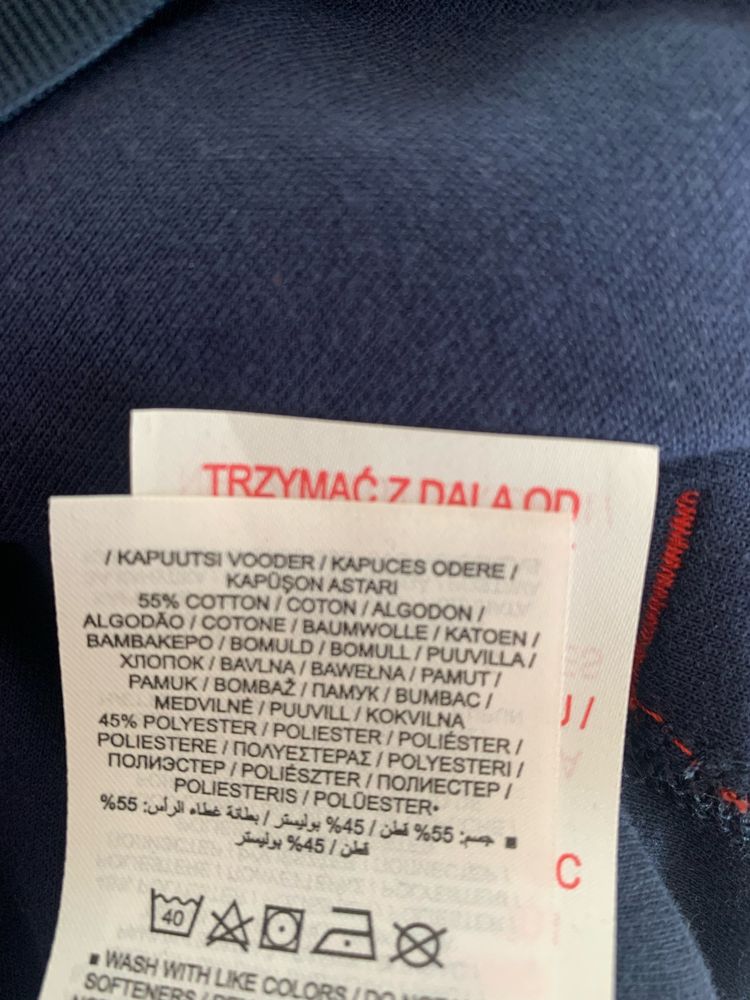 TRZYMAĆ Z DALA OD
/ KAPUUTSI VOODER / KAPUCES ODERE /
KAPÜŞON ASTARI
55% COTTON / COTON / ALGODON /
ALGODÃO / COTONE / BAUMWOLLE / KATOEN /
BAMBAKEPO / BOMULD / BOMULL / PUUVILLA /
ХЛОПОК / BAVLNA / BAWEŁNA / PAMUT /
PAMUK / BOMBAŽ / ПАМУК / BUMBAC /
MEDVILNĖ / PUUVILL / KOKVILNA
45% POLYESTER / POLIESTER / POLIÉSTER /
POLIESTERE / ΠΟΛΥΕΣΤΕΡΑΣ / POLYESTERI /
ПОЛИЭСТЕР / POLIÉSZTER / ПОЛИЕСТЕР /
POLIESTERIS / POLÜESTER•
■ جسم: 55% قطن / 45% بوليستر / بطانة غطاء الرأس: 55%
قطن / 45% بوليستر
J /
C
40
■ WASH WITH LIKE COLORS / DO NOT
SOFTENERS /